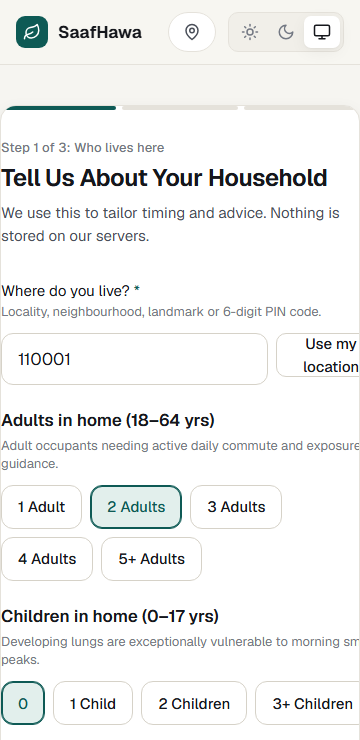 SaafHawa
Step 1 of 3: Who lives here
Tell Us About Your Household
We use this to tailor timing and advice. Nothing is
stored on our servers.
Where do you live? *
Locality, neighbourhood, landmark or 6-digit PIN code.
110001
Use my
location
Adults in home (18–64 yrs)
Adult occupants needing active daily commute and exposure
guidance.
1 Adult
2 Adults
3 Adults
4 Adults
5+ Adults
Children in home (0–17 yrs)
Developing lungs are exceptionally vulnerable to morning
peaks.
0
1 Child
2 Children
3+ Children